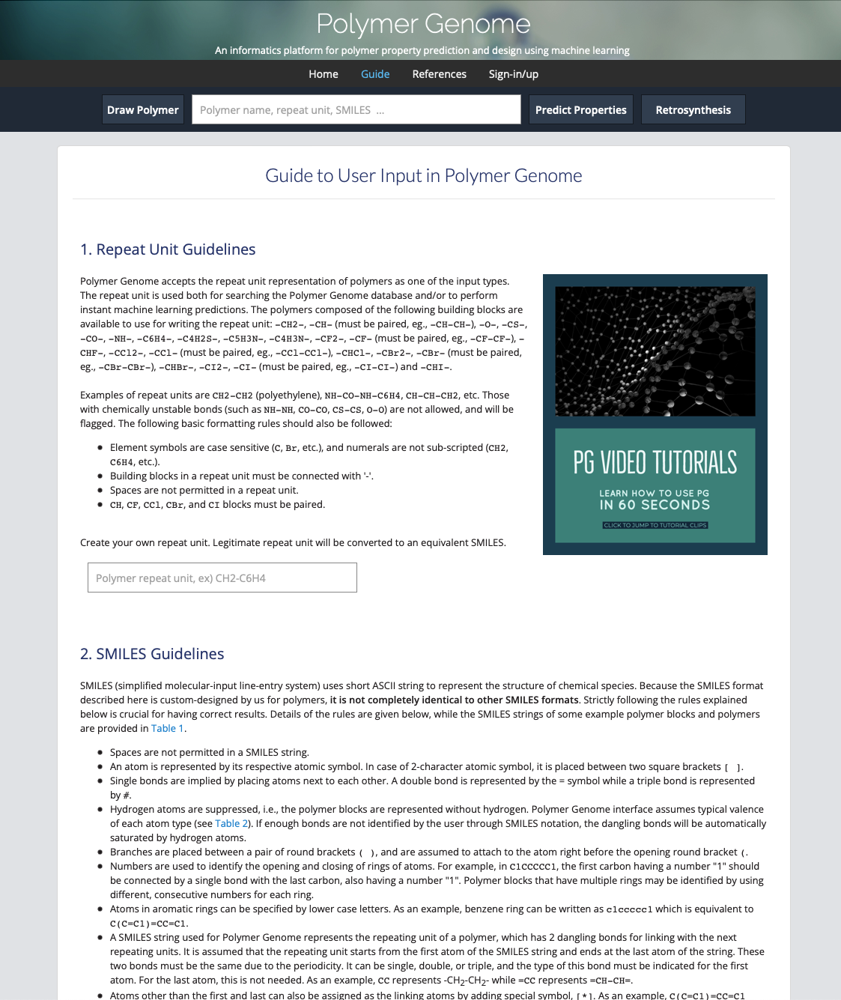 Polymer Genome
An informatics platform for polymer property prediction and design using machine learning
Home Guide References Sign-in/up
Draw Polymer Polymer name, repeat unit, SMILES ... Predict Properties Retrosynthesis
Guide to User Input in Polymer Genome
1. Repeat Unit Guidelines
Polymer Genome accepts the repeat unit representation of polymers as one of the input types.
The repeat unit is used both for searching the Polymer Genome database and/or to perform
instant machine learning predictions. The polymers composed of the following building blocks are
available to use for writing the repeat unit: -CH2-, -CH- (must be paired, eg., -CH-CH-), -O-, -CS-,
-CO-, -NH-, -C6H4-, -C4H2S-, -C5H3N-, -C4H3N-, -CF2-, -CF- (must be paired, eg., -CF-CF-), -
CHF-, -CCl2-, -CCl- (must be paired, eg., -CCl-CCl-), -CHCl-, -CBr2-, -CBr- (must be paired,
eg., -CBr-CBr-), -CHBr-, -CI2-, -CI- (must be paired, eg., -CI-CI-) and -CHI-.
Examples of repeat units are CH2-CH2 (polyethylene), NH-CO-NH-C6H4, CH-CH-CH2, etc. Those
with chemically unstable bonds (such as NH-NH, CO-CO, CS-CS, O-O) are not allowed, and will be
flagged. The following basic formatting rules should also be followed:
• Element symbols are case sensitive (C, Br, etc.), and numerals are not sub-scripted (CH2,
C6H4, etc.).
• Building blocks in a repeat unit must be connected with '-'.
• Spaces are not permitted in a repeat unit.
• CH, CF, CCl, CBr, and CI blocks must be paired.
Create your own repeat unit. Legitimate repeat unit will be converted to an equivalent SMILES.
Polymer repeat unit, ex) CH2-C6H4
PG VIDEO TUTORIALS
LEARN HOW TO USE PG
IN 60 SECONDS
CLICK TO JUMP TO TUTORIAL CLIPS
2. SMILES Guidelines
SMILES (simplified molecular-input line-entry system) uses short ASCII string to represent the structure of chemical species. Because the SMILES format
described here is custom-designed by us for polymers, it is not completely identical to other SMILES formats. Strictly following the rules explained
below is crucial for having correct results. Details of the rules are given below, while the SMILES strings of some example polymer blocks and polymers
are provided in Table 1.
• Spaces are not permitted in a SMILES string.
• An atom is represented by its respective atomic symbol. In case of 2-character atomic symbol, it is placed between two square brackets [ ].
• Single bonds are implied by placing atoms next to each other. A double bond is represented by the = symbol while a triple bond is represented
by #.
• Hydrogen atoms are suppressed, i.e., the polymer blocks are represented without hydrogen. Polymer Genome interface assumes typical valence
of each atom type (see Table 2). If enough bonds are not identified by the user through SMILES notation, the dangling bonds will be automatically
saturated by hydrogen atoms.
• Branches are placed between a pair of round brackets ( ), and are assumed to attach to the atom right before the opening round bracket (.
• Numbers are used to identify the opening and closing of rings of atoms. For example, in C1CCCCC1, the first carbon having a number "1" should
be connected by a single bond with the last carbon, also having a number "1". Polymer blocks that have multiple rings may be identified by using
different, consecutive numbers for each ring.
• Atoms in aromatic rings can be specified by lower case letters. As an example, benzene ring can be written as c1ccccc1 which is equivalent to
C(C=C1)=CC=C1.
• A SMILES string used for Polymer Genome represents the repeating unit of a polymer, which has 2 dangling bonds for linking with the next
repeating units. It is assumed that the repeating unit starts from the first atom of the SMILES string and ends at the last atom of the string. These
two bonds must be the same due to the periodicity. It can be single, double, or triple, and the type of this bond must be indicated for the first
atom. For the last atom, this is not needed. As an example, CC represents -CH2-CH2- while =CC represents =CH-CH=.
• Atoms other than the first and last can also be assigned as the linking atoms by adding special symbol, [*]. As an example, C(C=C1)=CC=C1